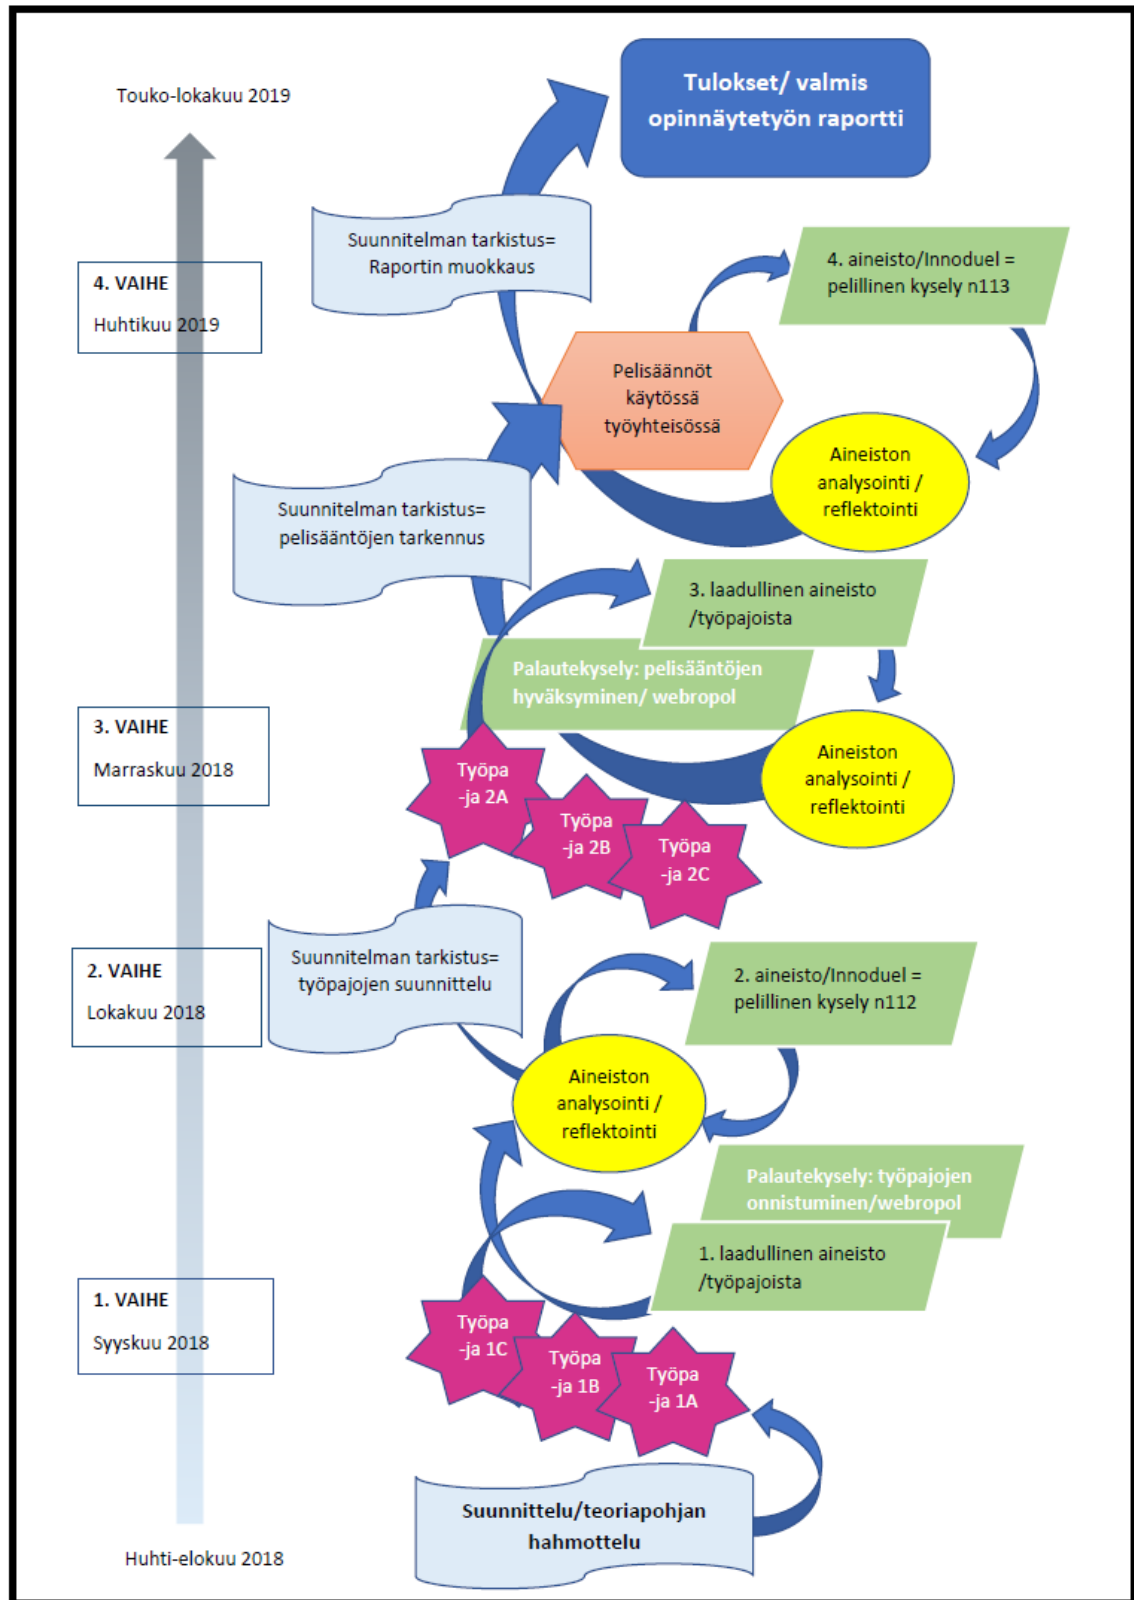 Tulokset/ valmis
opinnäytetyön raportti
Touko-lokakuu 2019
Suunnitelman tarkistus=
Raportin muokkaus
4. aineisto/Innoduel =
pelillinen kysely n113
4. VAIHE
Huhtikuu 2019
Pelisäännöt
käytössä
työyhteisössä
Aineiston
analysointi /
reflektointi
Suunnitelman tarkistus=
pelisääntöjen tarkennus
3. laadullinen aineisto
/työpajoista
Palautekysely: pelisääntöjen
hyväksyminen/ webropol
3. VAIHE
Marraskuu 2018
Aineiston
analysointi /
reflektointi
Työpa
-ja 2A
Työpa
-ja 2B
Työpa
-ja 2C
2. VAIHE
Lokakuu 2018
Suunnitelman tarkistus=
työpajojen suunnittelu
2. aineisto/Innoduel =
pelillinen kysely n112
Aineiston
analysointi /
reflektointi
Palautekysely: työpajojen
onnistuminen/webropol
1. laadullinen aineisto
/työpajoista
1. VAIHE
Syyskuu 2018
Työpa
-ja 1C
Työpa
-ja 1B
Työpa
-ja 1A
Suunnittelu/teoriapohjan
hahmottelu
Huhti-elokuu 2018